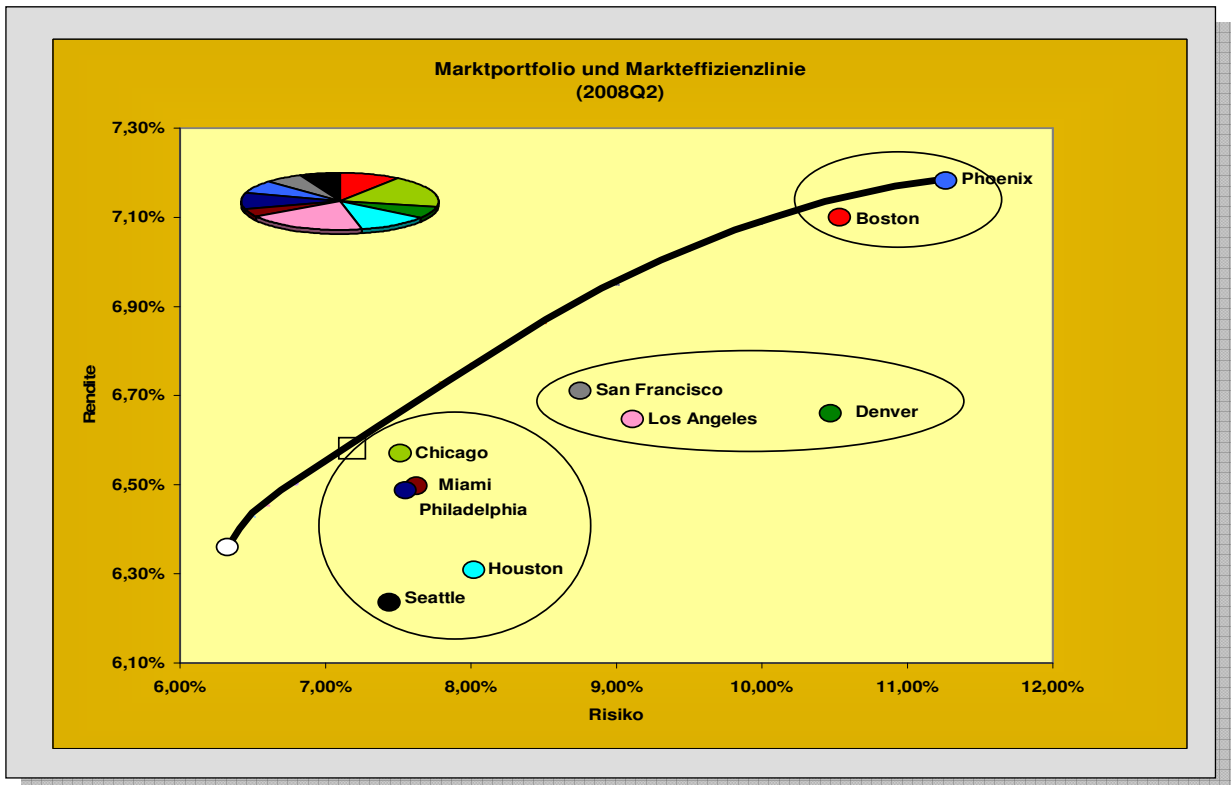 Marktportfolio und Markteffizienzlinie
(2008Q2)
7,30%
7,10%
6,90%
6,70%
6,50%
6,30%
6,10%
Rendite
Phoenix
Boston
San Francisco
Los Angeles
Denver
Chicago
Miami
Philadelphia
Houston
Seattle
6,00%
7,00%
8,00%
9,00%
10,00%
11,00%
12,00%
Risiko